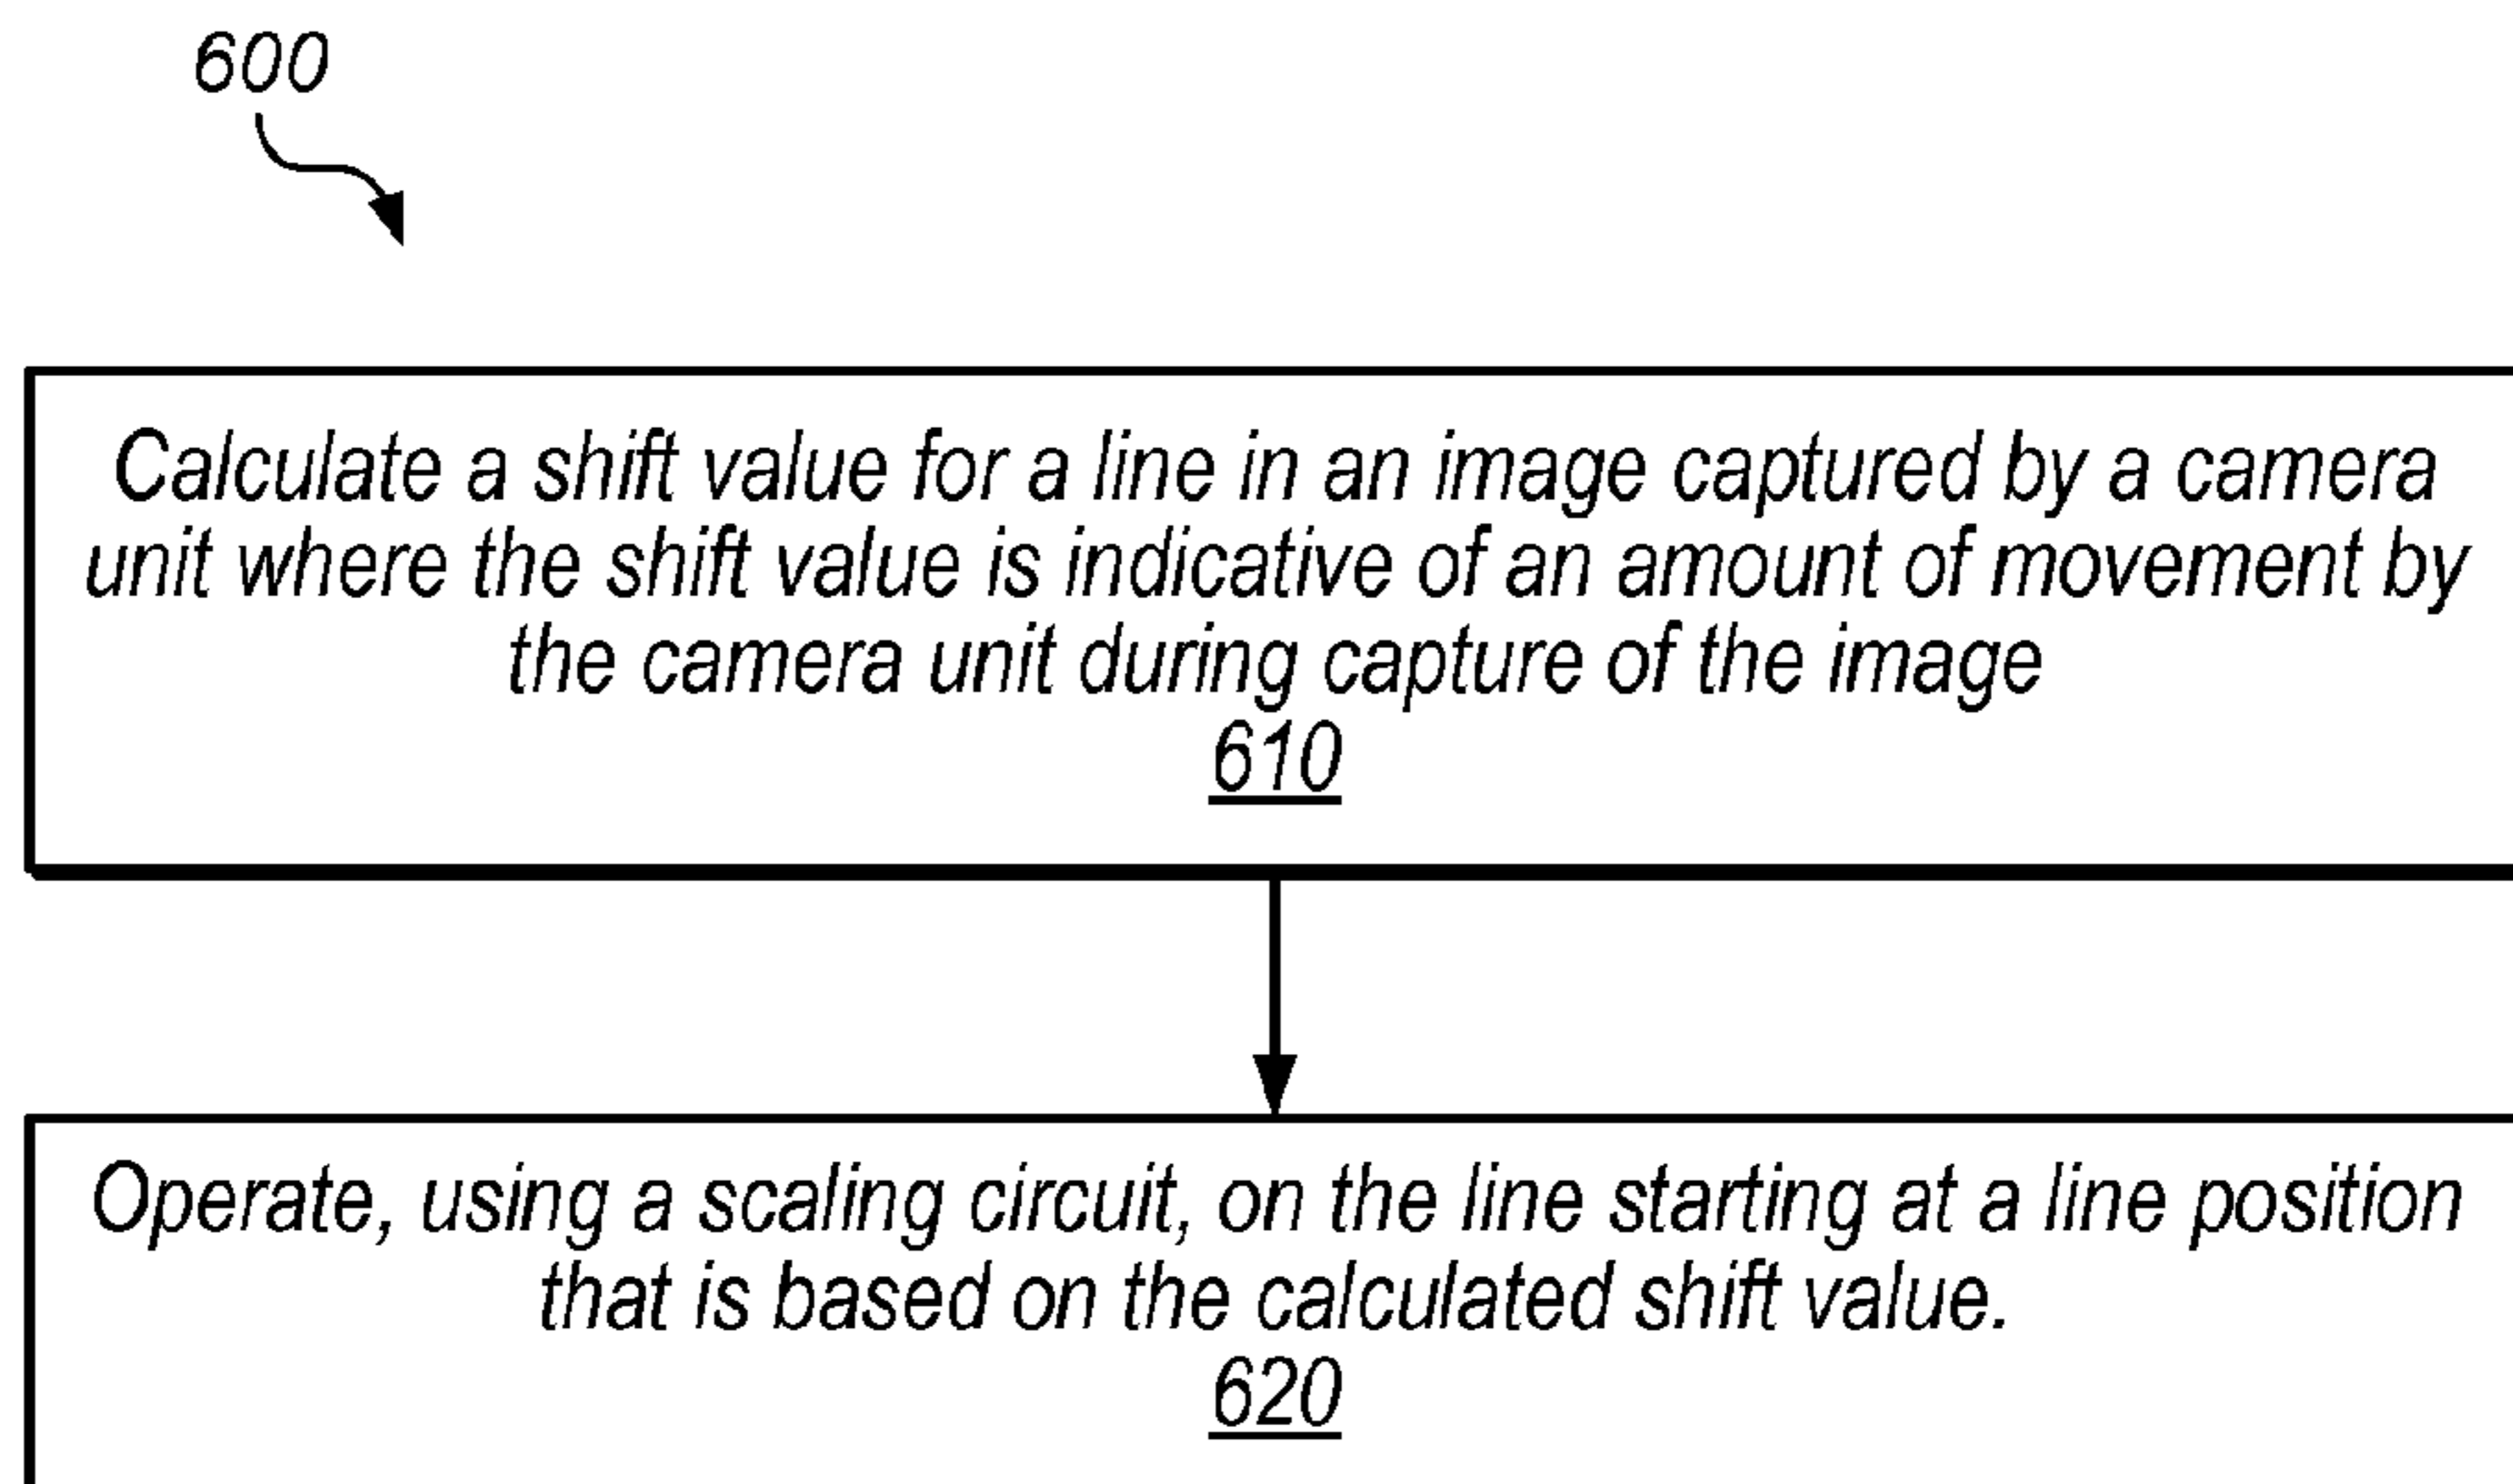 600
Calculate a shift value for a line in an image captured by a camera
unit where the shift value is indicative of an amount of movement by
the camera unit during capture of the image
610
Operate, using a scaling circuit, on the line starting at a line position
that is based on the calculated shift value.
620